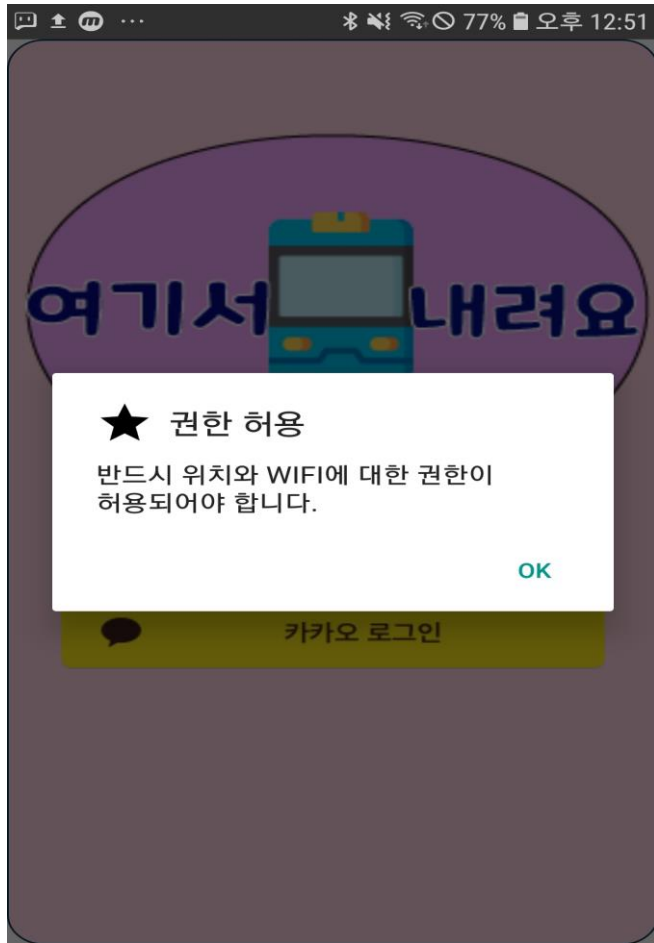 77% 오후 12:51
여기서 내려요
권한 허용
반드시 위치와 WIFI에 대한 권한이
허용되어야 합니다.
OK
카카오 로그인